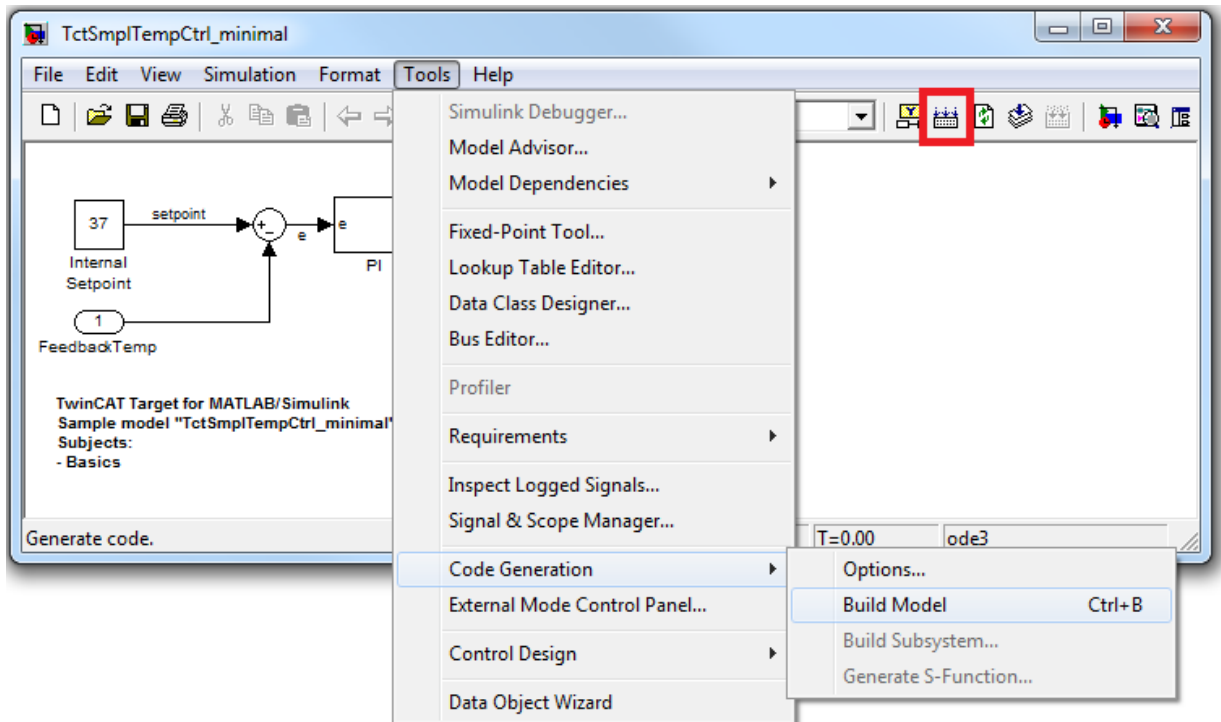 TctSmplTempCtrl_minimal
File Edit View Simulation Format Tools Help
37
setpoint
+
-
e
e
PI
Internal
Setpoint
1
FeedbackTemp
TwinCAT Target for MATLAB/Simulink
Sample model "TctSmplTempCtrl_minimal"
Subjects:
- Basics
Simulink Debugger...
Model Advisor...
Model Dependencies
Fixed-Point Tool...
Lookup Table Editor...
Data Class Designer...
Bus Editor...
Profiler
Requirements
Inspect Logged Signals...
Signal & Scope Manager...
Code Generation
External Mode Control Panel...
Control Design
Data Object Wizard
Options...
Build Model Ctrl+B
Build Subsystem...
Generate S-Function...
Generate code.
T=0.00 ode3